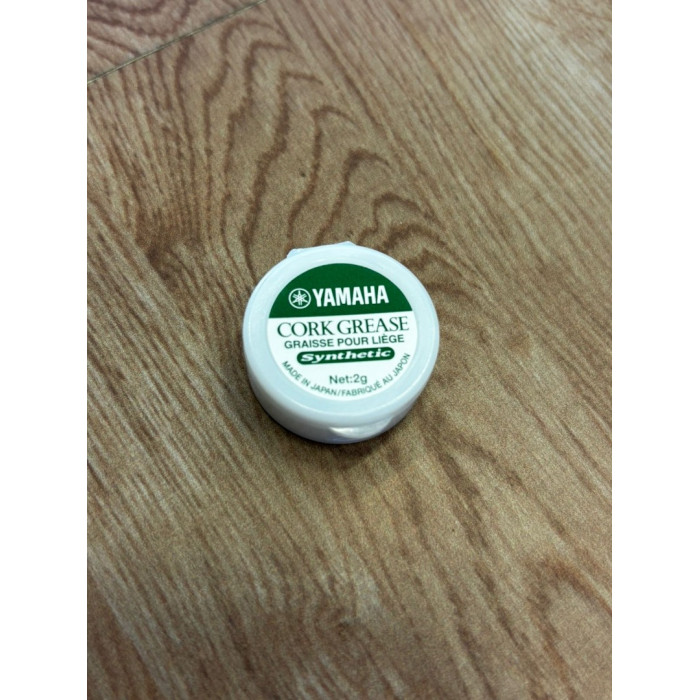 YAMAHA
CORK GREASE
GRAISSE POUR LIÈGE
Synthetic
Net:2g
MADE IN JAPAN/FABRIQUÉ AU JAPON